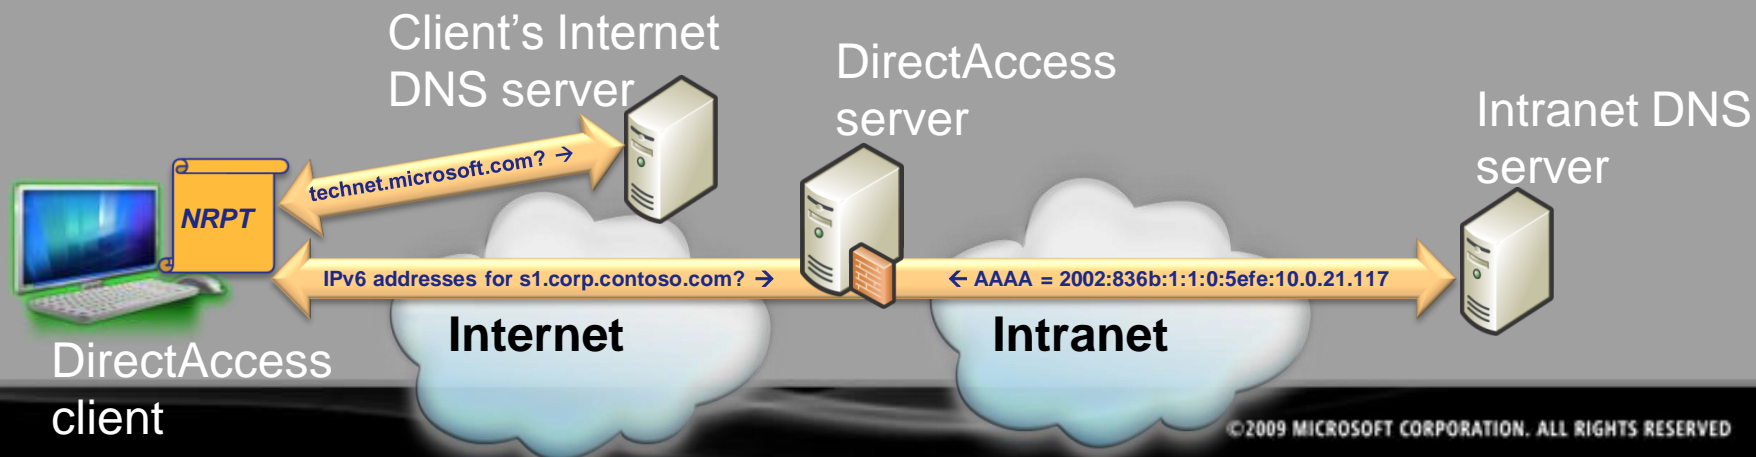 Client's Internet
DNS server
DirectAccess
server
Intranet DNS
server
technet.microsoft.com? →
NRPT
IPv6 addresses for s1.corp.contoso.com? →
← AAAA = 2002:836b:1:1:0:5efe:10.0.21.117
Internet
Intranet
DirectAccess
client
©2009 MICROSOFT CORPORATION. ALL RIGHTS RESERVED